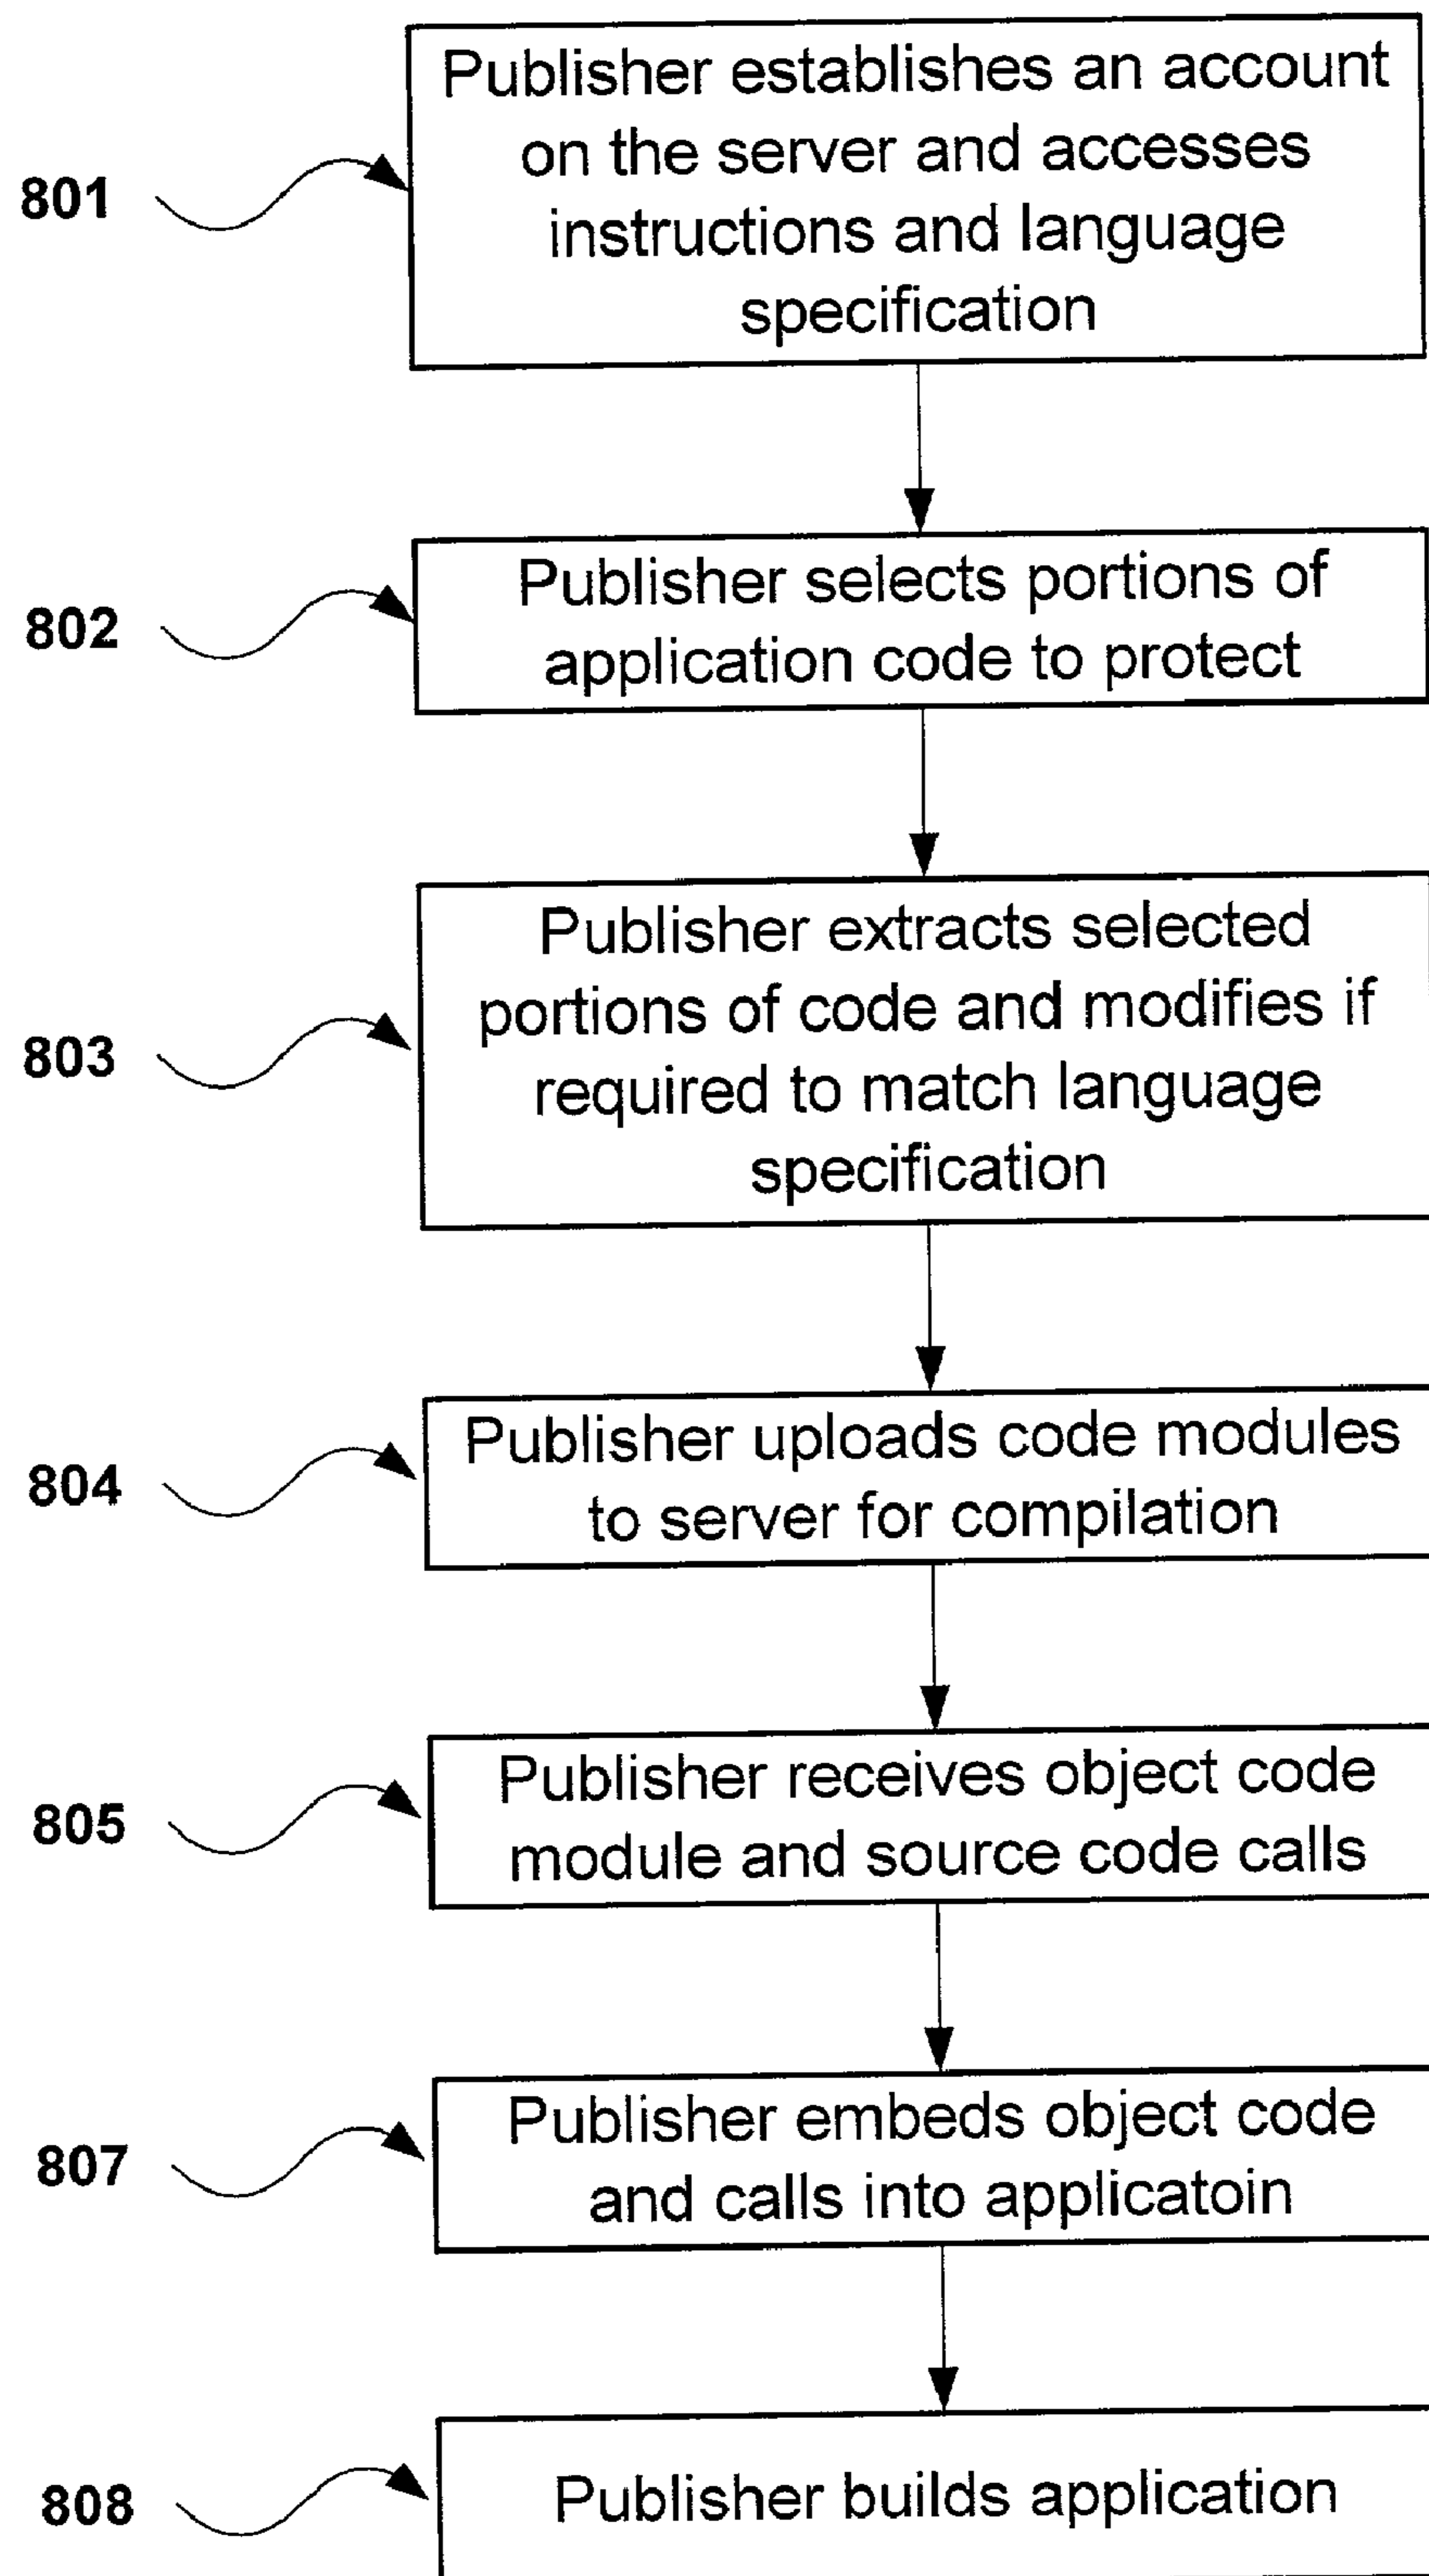 Publisher establishes an account
on the server and accesses
instructions and language
specification
801
Publisher selects portions of
application code to protect
802
Publisher extracts selected
portions of code and modifies if
required to match language
specification
803
Publisher uploads code modules
to server for compilation
804
Publisher receives object code
module and source code calls
805
Publisher embeds object code
and calls into applicatoin
807
Publisher builds application
808